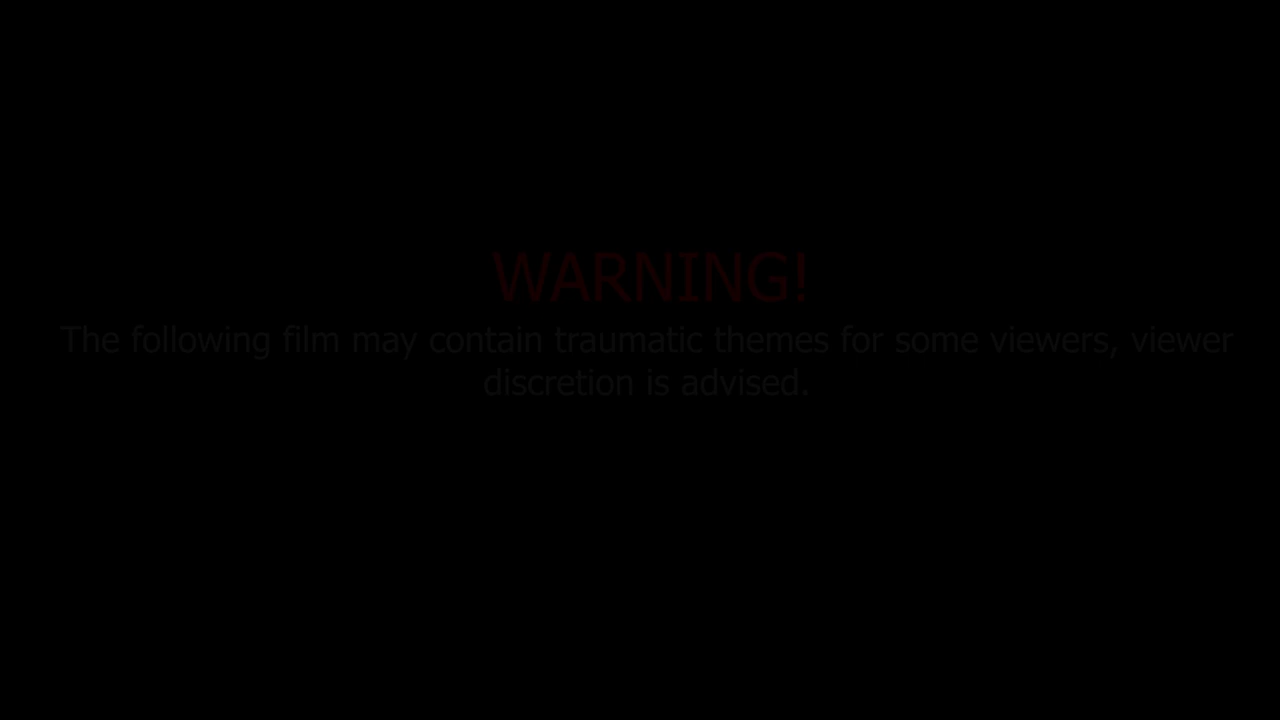 WARNING!
The following film may contain traumatic themes for some viewers, viewer
discretion is advised.